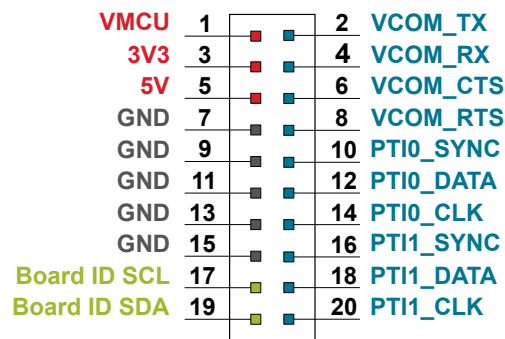 VMCU 1 2 VCOM_TX
3V3 3 4 VCOM_RX
5V 5 6 VCOM_CTS
GND 7 8 VCOM_RTS
GND 9 10 PTI0_SYNC
GND 11 12 PTI0_DATA
GND 13 14 PTI0_CLK
GND 15 16 PTI1_SYNC
Board ID SCL 17 18 PTI1_DATA
Board ID SDA 19 20 PTI1_CLK